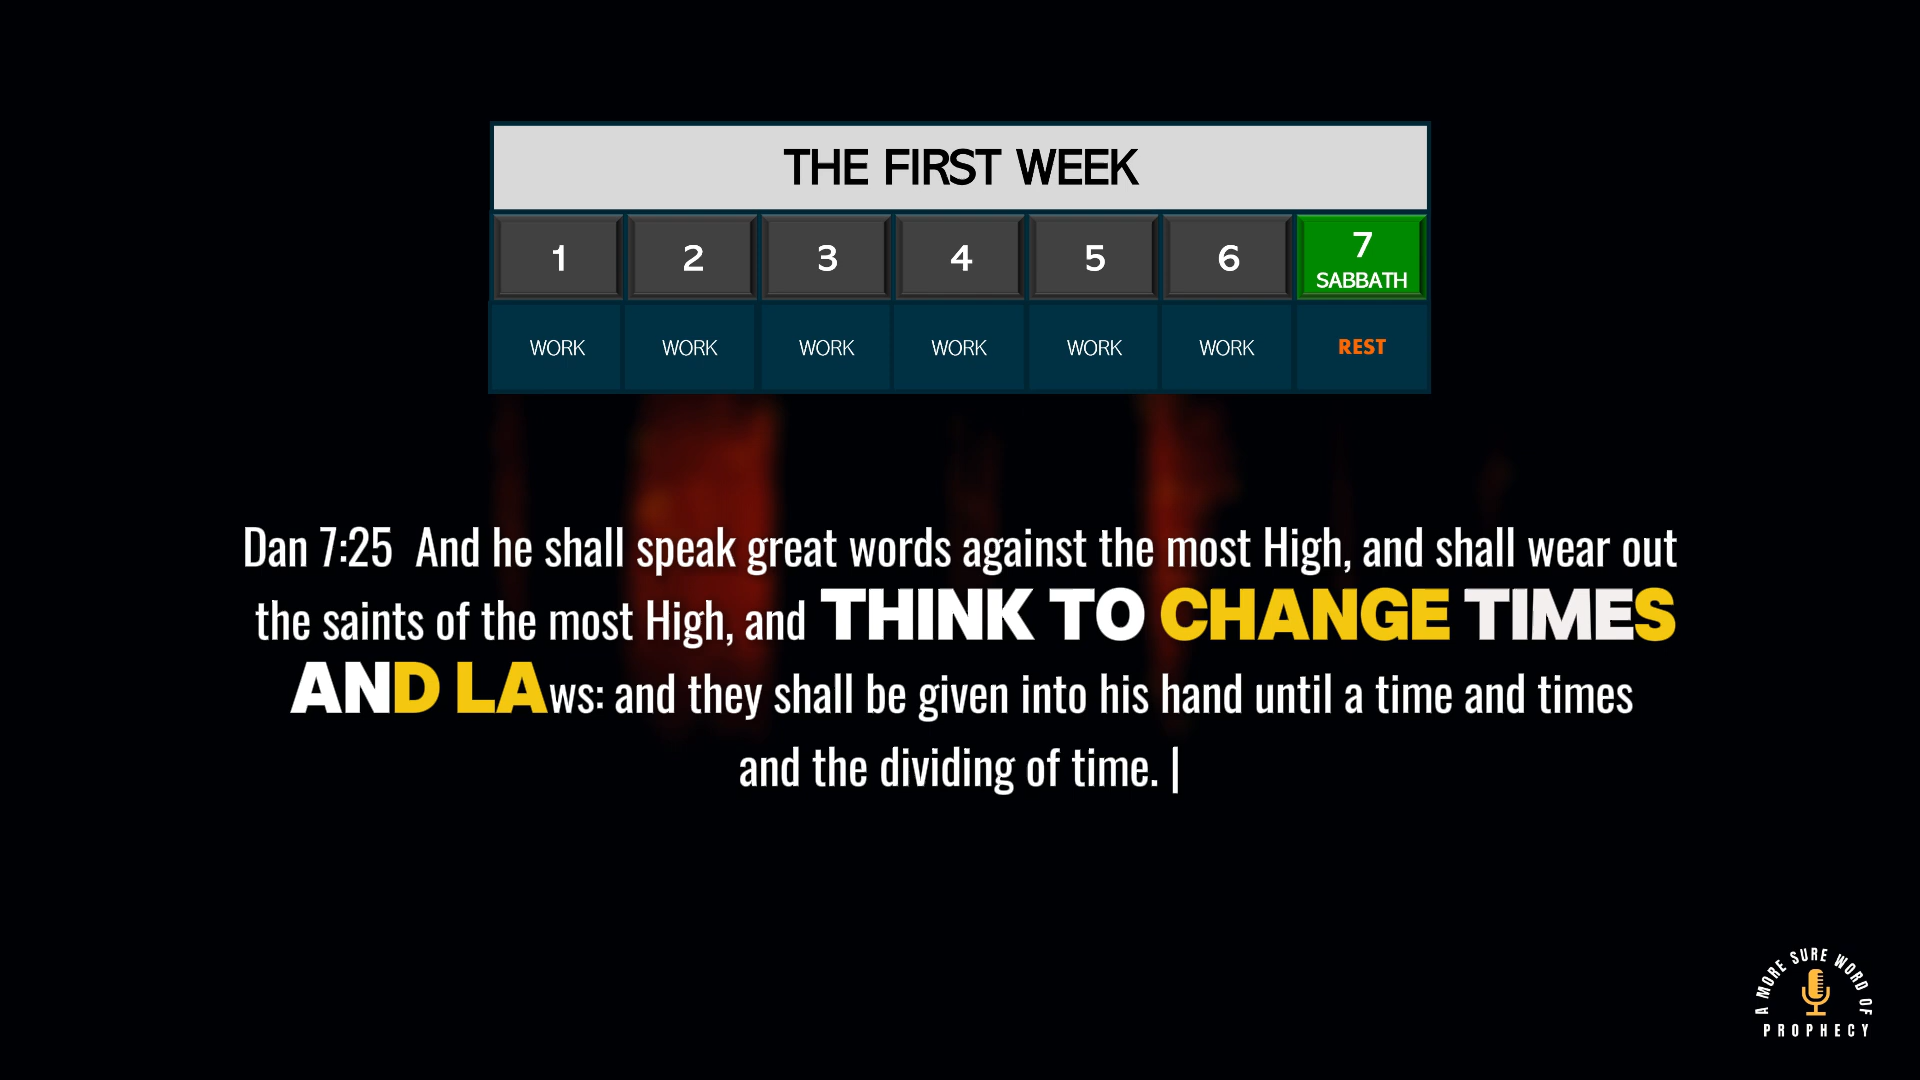 THE FIRST WEEK
1 2 3 4 5 6 7
SABBATH
WORK WORK WORK WORK WORK WORK REST
Dan 7:25 And he shall speak great words against the most High, and shall wear out
the saints of the most High, and THINK TO CHANGE TIMES
AND LAws: and they shall be given into his hand until a time and times
and the dividing of time. |
A MORE SURE WORD OF
PROPHECY